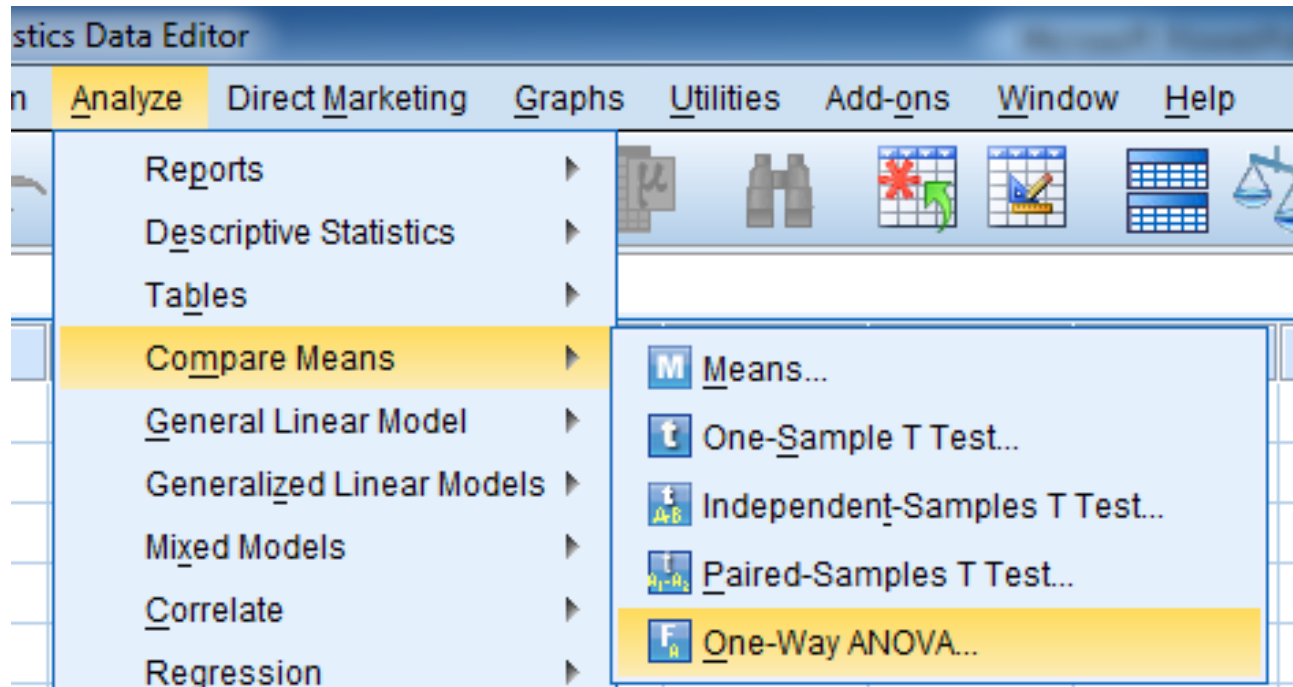 stics Data Editor
m Analyze Direct Marketing Graphs Utilities Add-ons Window Help
Reports
Descriptive Statistics
Tables
Compare Means
General Linear Model
Generalized Linear Models
Mixed Models
Correlate
Regression
M Means...
t One-Sample T Test...
t A-B Independent-Samples T Test...
t A₁-A₂ Paired-Samples T Test...
F A One-Way ANOVA...
μ